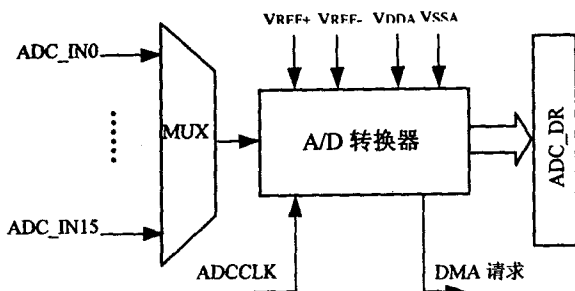 VREF+ VREF- VDDA VSSA
ADC_IN0
......
MUX
A/D 转换器
ADC_DR
ADC_IN15
ADCCLK
DMA 请求